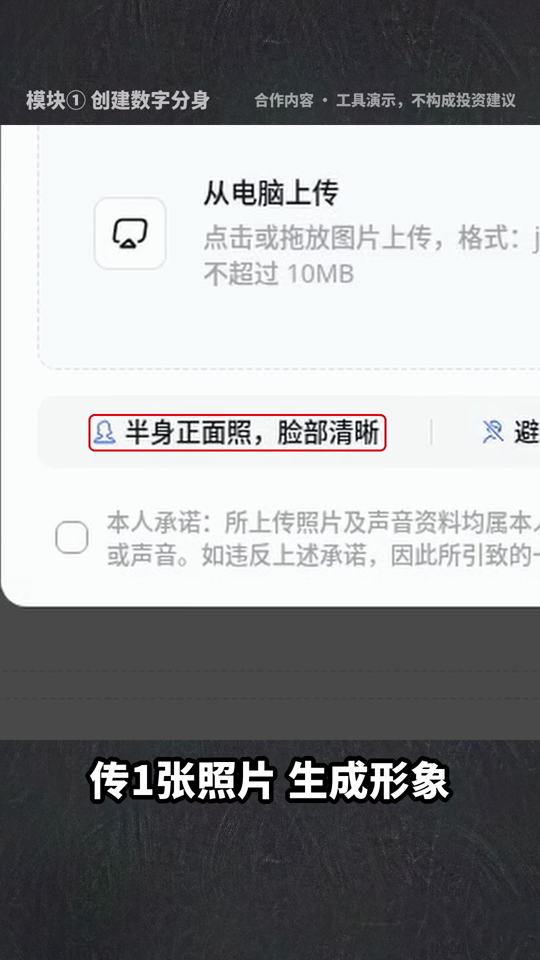 模块① 创建数字分身
合作内容 · 工具演示，不构成投资建议
从电脑上传
点击或拖放图片上传，格式：j
不超过 10MB
半身正面照，脸部清晰
避
本人承诺：所上传照片及声音资料均属本人
或声音。如违反上述承诺，因此所引致的一
传1张照片 生成形象